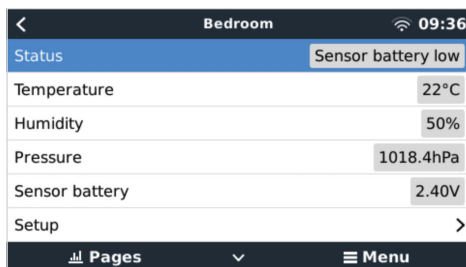 Bedroom 09:36
Status Sensor battery low
Temperature 22°C
Humidity 50%
Pressure 1018.4hPa
Sensor battery 2.40V
Setup
Pages Menu